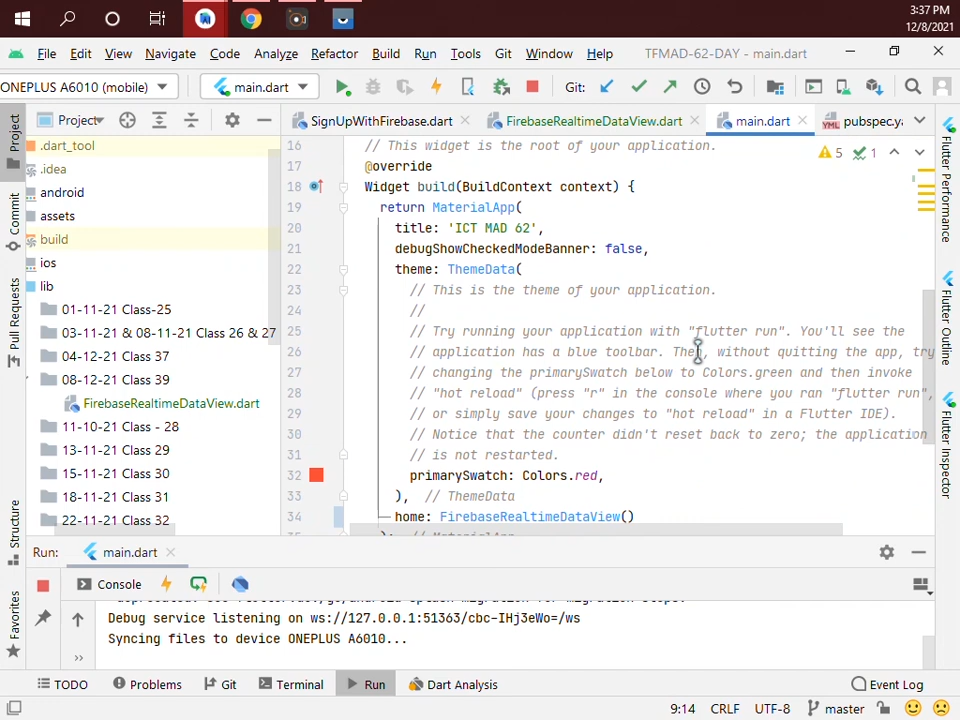 3:37 PM
12/8/2021
File Edit View Navigate Code Analyze Refactor Build Run Tools Git Window Help TFMAD-62-DAY - main.dart
ONEPLUS A6010 (mobile) main.dart Git:
Project
SignUpWithFirebase.dart FirebaseRealtimeDataView.dart main.dart pubspec.ya
Project
Commit
Pull Requests
Structure
Favorites
.dart_tool
.idea
android
assets
build
ios
lib
01-11-21 Class-25
03-11-21 & 08-11-21 Class 26 & 27
04-12-21 Class 37
08-12-21 Class 39
FirebaseRealtimeDataView.dart
11-10-21 Class - 28
13-11-21 Class 29
15-11-21 Class 30
18-11-21 Class 31
22-11-21 Class 32
5 1
16 // This widget is the root of your application.
17 @override
18 Widget build(BuildContext context) {
19 return MaterialApp(
20 title: 'ICT MAD 62',
21 debugShowCheckedModeBanner: false,
22 theme: ThemeData(
23 // This is the theme of your application.
24 //
25 // Try running your application with "flutter run". You'll see the
26 // application has a blue toolbar. Then, without quitting the app, try
27 // changing the primarySwatch below to Colors.green and then invoke
28 // "hot reload" (press "r" in the console where you ran "flutter run",
29 // or simply save your changes to "hot reload" in a Flutter IDE).
30 // Notice that the counter didn't reset back to zero; the application
31 // is not restarted.
32 primarySwatch: Colors.red,
33 ), // ThemeData
34 home: FirebaseRealtimeDataView()
Flutter Performance
Flutter Outline
Flutter Inspector
Run: main.dart
Console
Debug service listening on ws://127.0.0.1:51363/cbc-IHj3eWo=/ws
Syncing files to device ONEPLUS A6010...
TODO Problems Git Terminal Run Dart Analysis Event Log
9:14 CRLF UTF-8 master